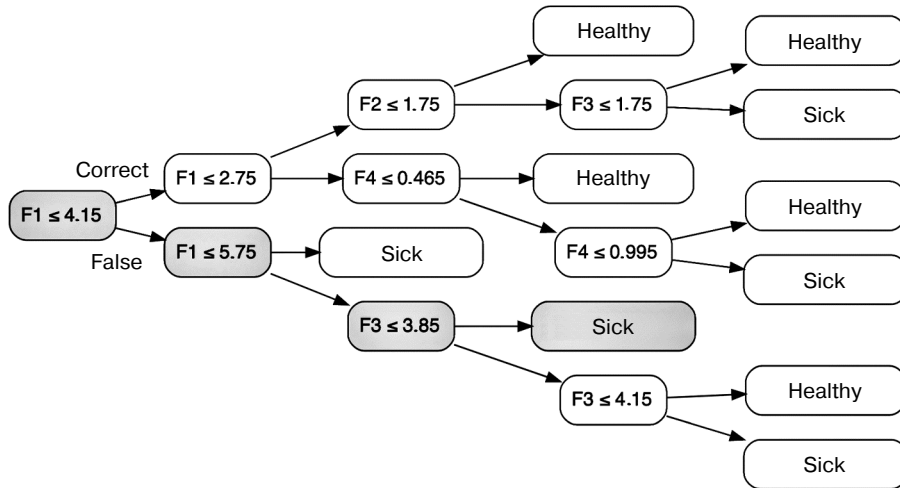 Healthy
Healthy
F2 ≤ 1.75
F3 ≤ 1.75
Sick
Correct
F1 ≤ 2.75
F4 ≤ 0.465
Healthy
F1 ≤ 4.15
Healthy
False
F1 ≤ 5.75
Sick
F4 ≤ 0.995
Sick
F3 ≤ 3.85
Sick
Healthy
F3 ≤ 4.15
Sick